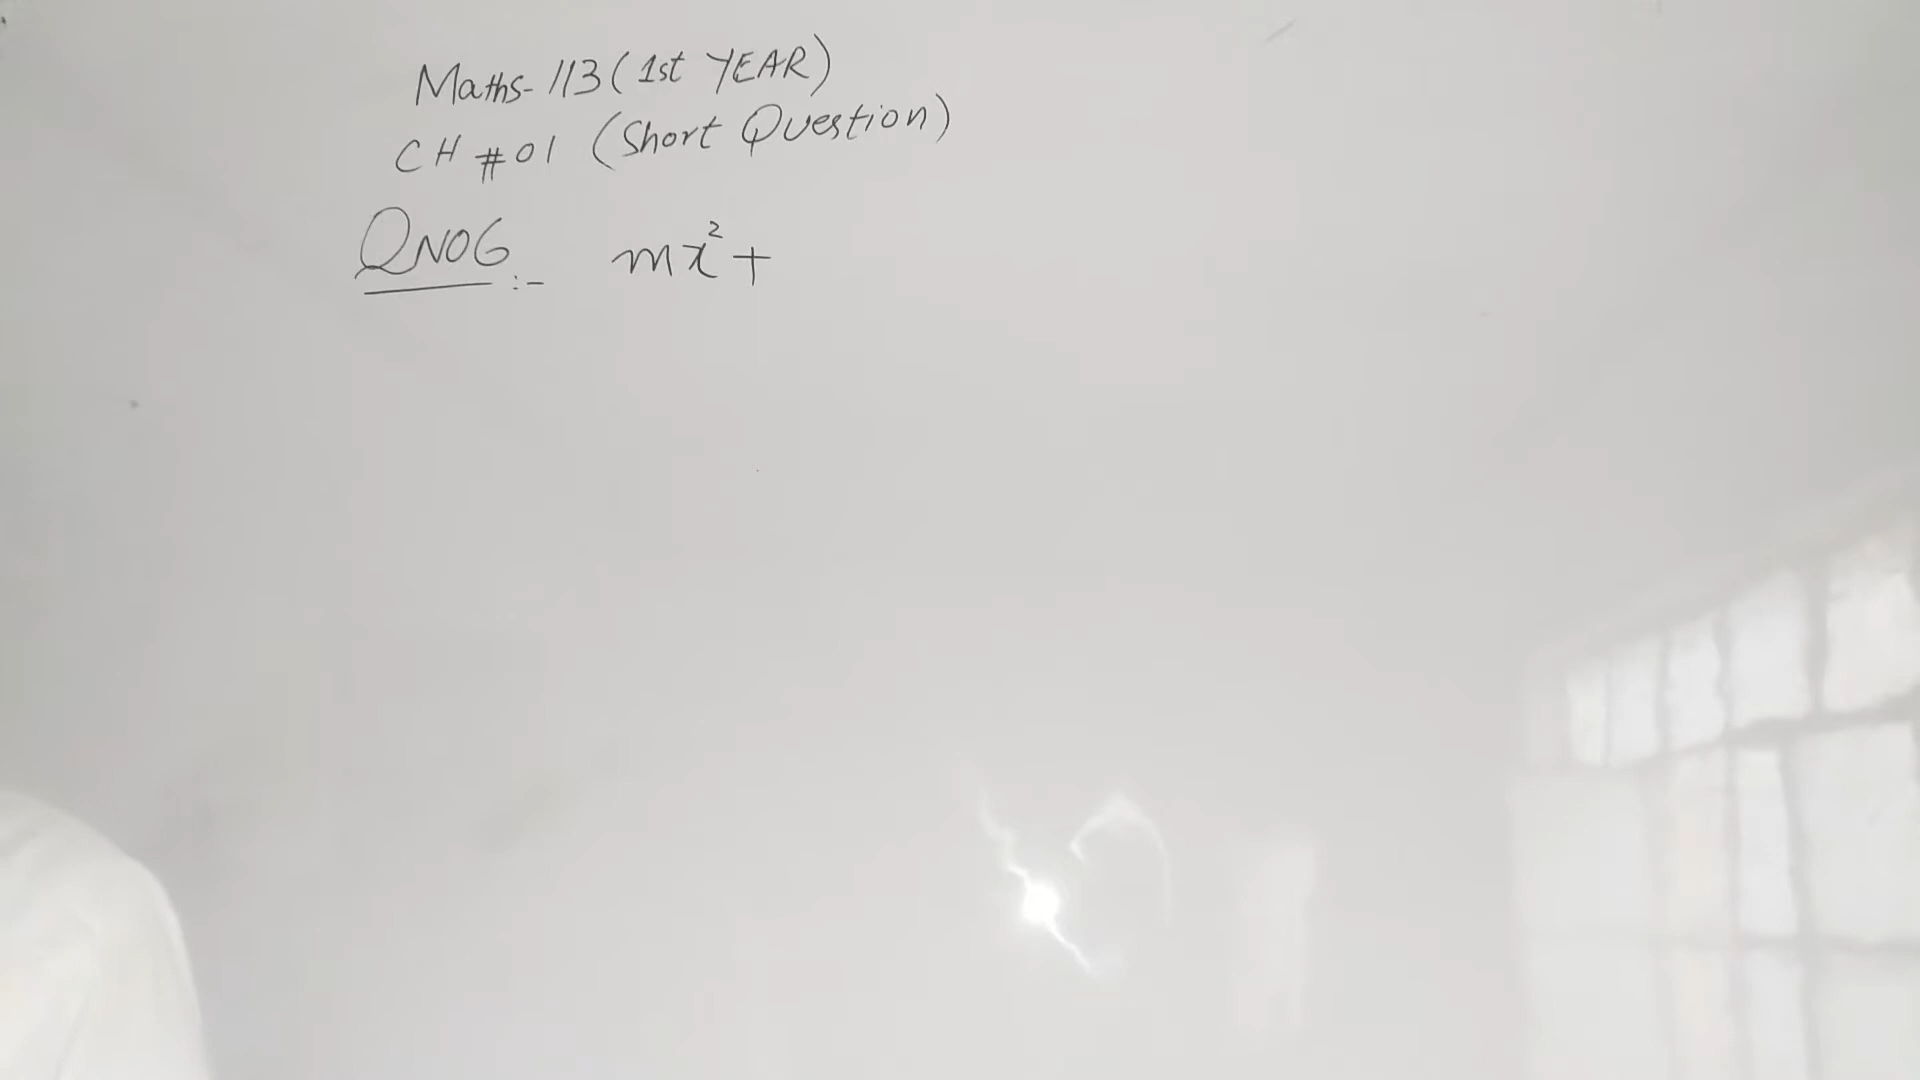 Maths-113 (1st YEAR)
CH #01 (Short Question)
QNO6 :- mx²+